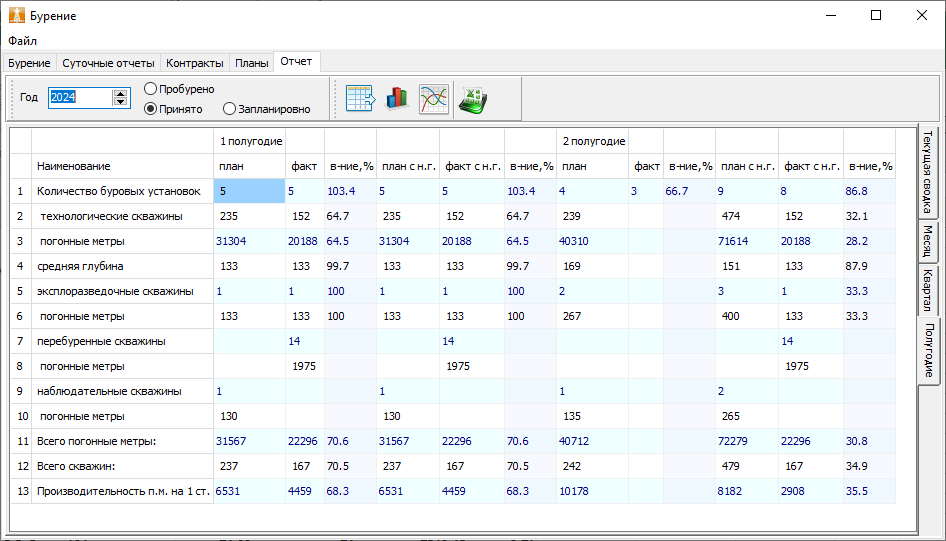 Бурение
Файл
Бурение Суточные отчеты Контракты Планы Отчет
Год 2024 Пробурено
Принято Запланировно
1 полугодие 2 полугодие
Наименование план факт в-ние,% план с н.г. факт с н.г. в-ние,% план факт в-ние,% план с н.г. факт с н.г. в-ние,%
1 Количество буровых установок 5 5 103.4 5 5 103.4 4 3 66.7 9 8 86.8
2 технологические скважины 235 152 64.7 235 152 64.7 239 474 152 32.1
3 погонные метры 31304 20188 64.5 31304 20188 64.5 40310 71614 20188 28.2
4 средняя глубина 133 133 99.7 133 133 99.7 169 151 133 87.9
5 эксплоразведочные скважины 1 1 100 1 1 100 2 3 1 33.3
6 погонные метры 133 133 100 133 133 100 267 400 133 33.3
7 перебуренные скважины 14 14 14
8 погонные метры 1975 1975 1975
9 наблюдательные скважины 1 1 1 2
10 погонные метры 130 130 135 265
11 Всего погонные метры: 31567 22296 70.6 31567 22296 70.6 40712 72279 22296 30.8
12 Всего скважин: 237 167 70.5 237 167 70.5 242 479 167 34.9
13 Производительность п.м. на 1 ст. 6531 4459 68.3 6531 4459 68.3 10178 8182 2908 35.5
Текущая сводка
Месяц
Квартал
Полугодие